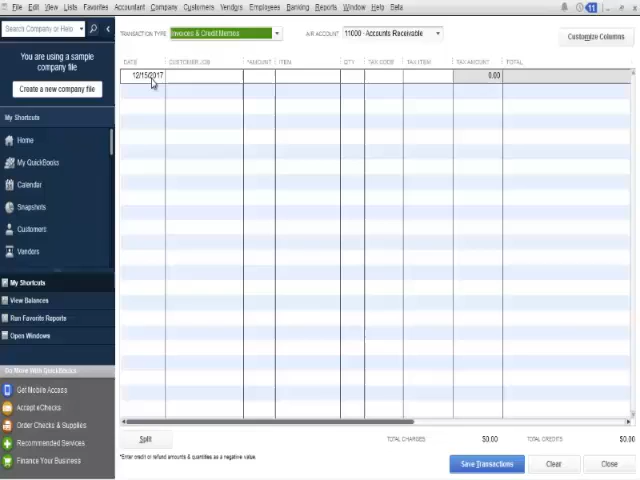 File Edit View Lists Favorites Accountant Company Customers Vendors Employees Banking Reports Window Help Beta
11
Search Company or Help
TRANSACTION TYPE Invoices & Credit Memos A/R ACCOUNT 11000 · Accounts Receivable Customize Columns
You are using a sample
company file
Create a new company file
DATE CUSTOMER:JOB *AMOUNT ITEM QTY TAX CODE TAX ITEM TAX AMOUNT TOTAL
12/15/2017 0.00
My Shortcuts
Home
My QuickBooks
Calendar
Snapshots
Customers
Vendors
My Shortcuts
View Balances
Run Favorite Reports
Open Windows
Do More With QuickBooks
Get Mobile Access
Accept eChecks
Order Checks & Supplies
Recommended Services
Finance Your Business
Split TOTAL CHARGES $0.00 TOTAL CREDITS $0.00
*Enter credit or refund amounts & quantities as a negative value.
Save Transactions Clear Close